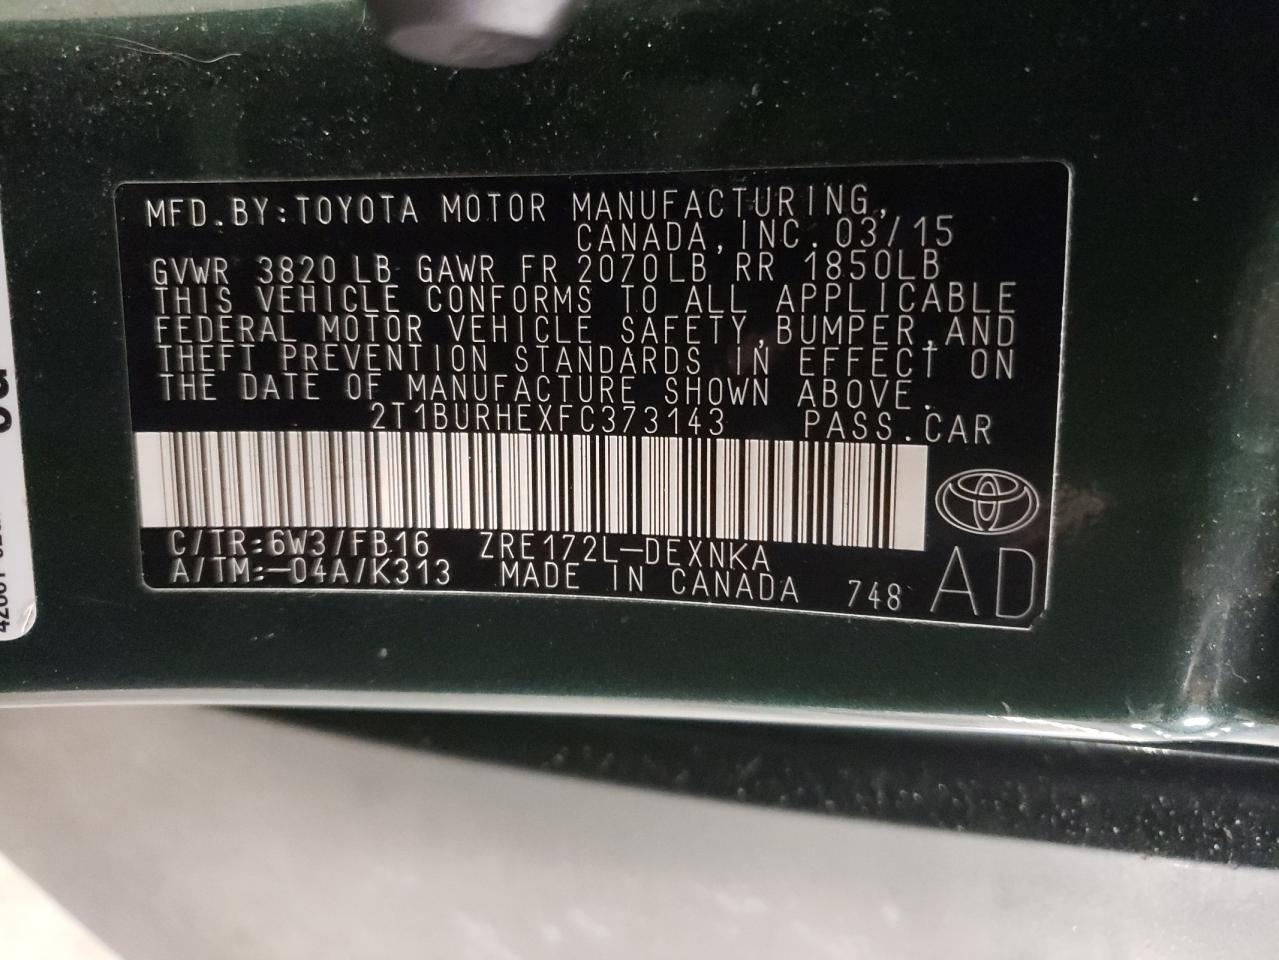 MFD.BY:TOYOTA MOTOR MANUFACTURING,
CANADA,INC.03/15
GVWR 3820LB GAWR FR 2070LB RR 1850LB
THIS VEHICLE CONFORMS TO ALL APPLICABLE
FEDERAL MOTOR VEHICLE SAFETY,BUMPER,AND
THEFT PREVENTION STANDARDS IN EFFECT ON
THE DATE OF MANUFACTURE SHOWN ABOVE.
2T1BURHEXFC373143 PASS.CAR
C/TR:6W3/FB16 ZRE172L-DEXNKA
A/TM:-04A/K313 MADE IN CANADA 748 AD